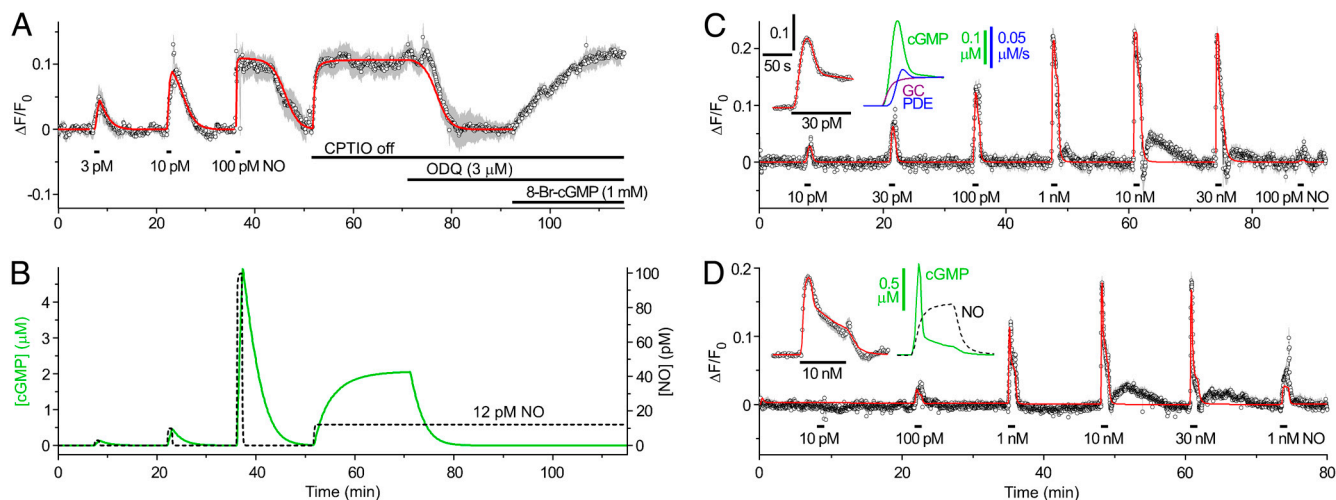 A
ΔF/F0
0.1
0
-0.1
3 pM
10 pM
100 pM NO
CPTIO off
ODQ (3 μM)
8-Br-cGMP (1 mM)
0 20 40 60 80 100
B
[cGMP] (μM)
4
3
2
1
0
12 pM NO
100
80
60
40
20
0
[NO] (pM)
0 20 40 60 80 100
Time (min)
C
ΔF/F0
0.2
0.1
0
0.1
50 s
30 pM
cGMP
GC
PDE
0.1 μM
0.05 μM/s
10 pM 30 pM 100 pM 1 nM 10 nM 30 nM 100 pM NO
0 20 40 60 80
D
ΔF/F0
0.2
0.1
0
10 nM
0.5 μM
cGMP
NO
10 pM 100 pM 1 nM 10 nM 30 nM 1 nM NO
0 20 40 60 80
Time (min)